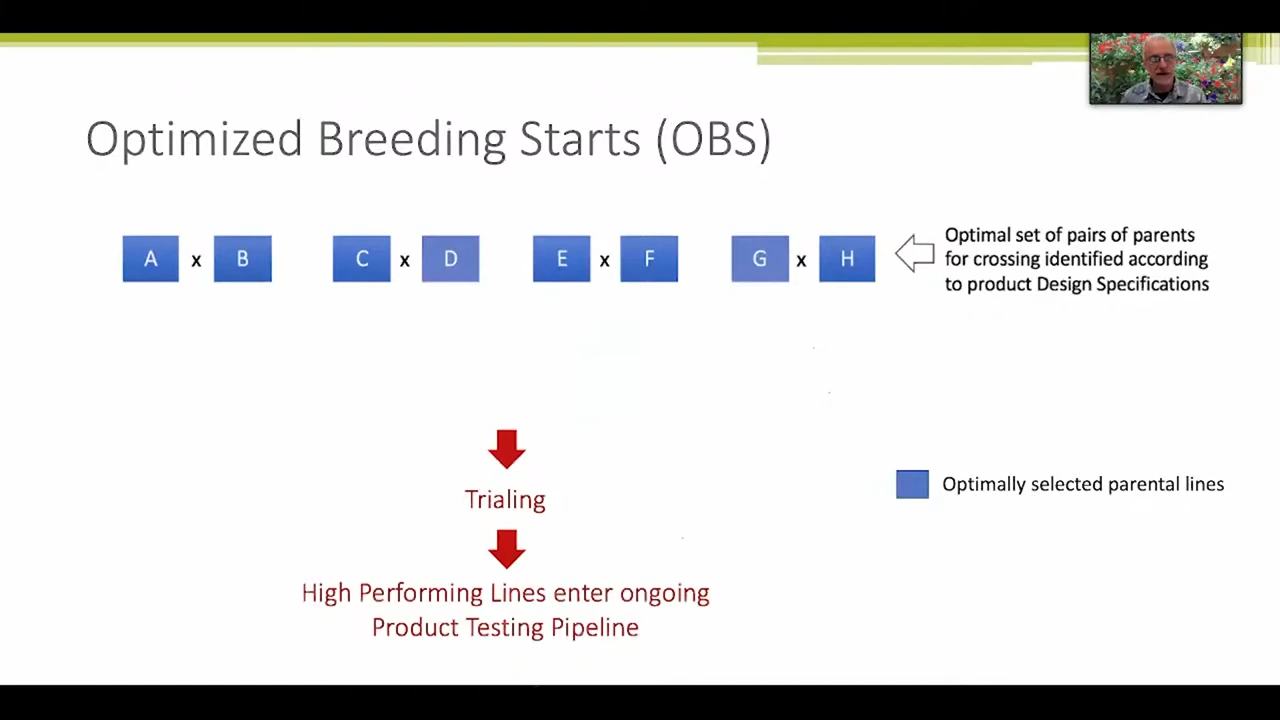 Optimized Breeding Starts (OBS)
A x B C x D E x F G x H
Optimal set of pairs of parents
for crossing identified according
to product Design Specifications
Trialing
Optimally selected parental lines
High Performing Lines enter ongoing
Product Testing Pipeline